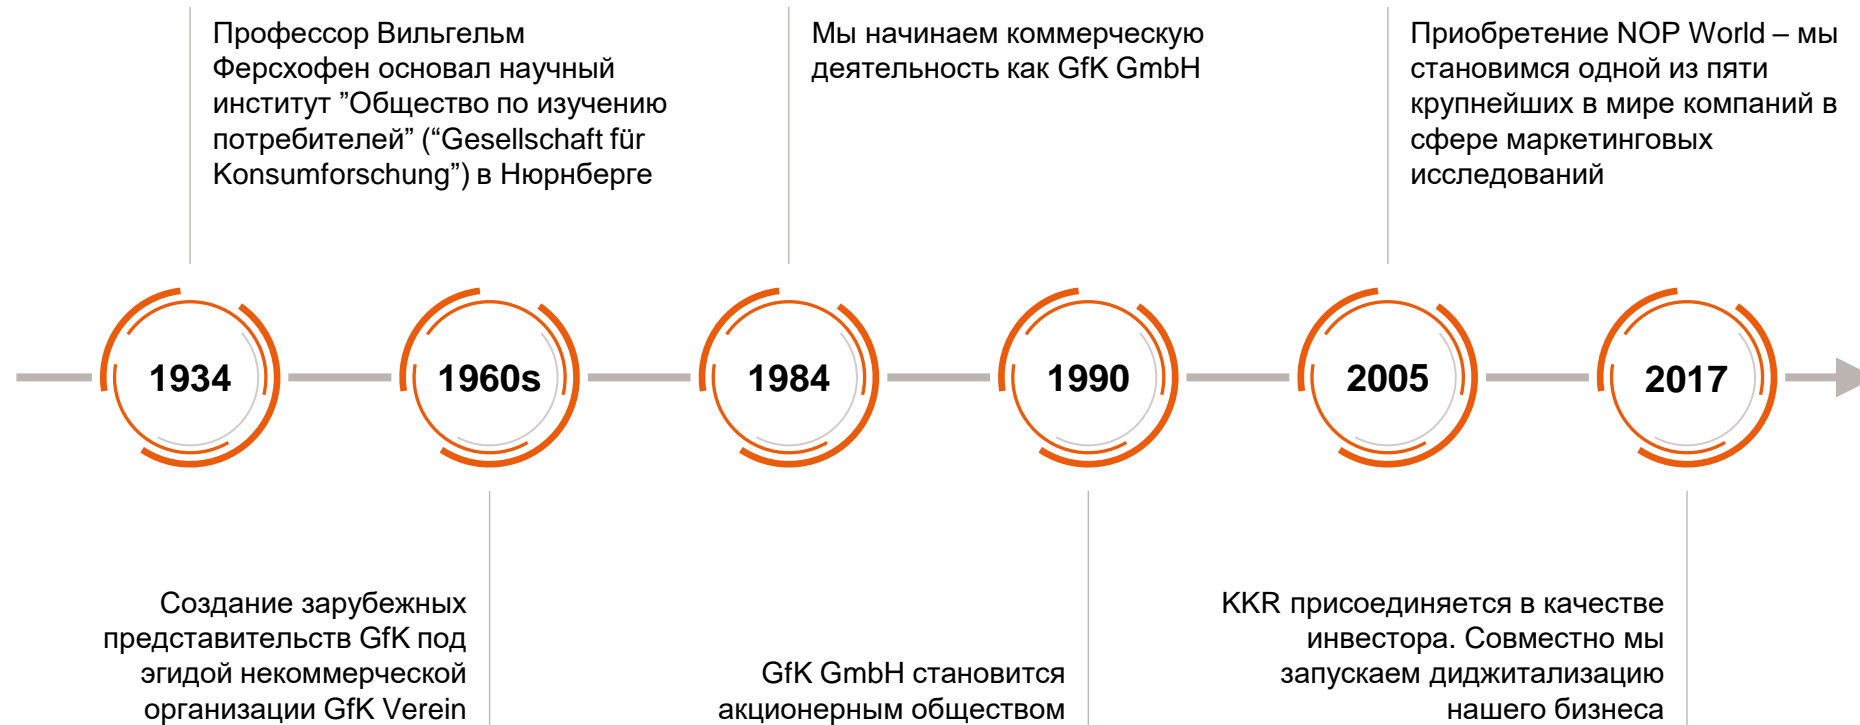 Профессор Вильгельм
Ферсхофен основал научный
институт ”Общество по изучению
потребителей” (“Gesellschaft für
Konsumforschung”) в Нюрнберге
Мы начинаем коммерческую
деятельность как GfK GmbH
Приобретение NOP World – мы
становимся одной из пяти
крупнейших в мире компаний в
сфере маркетинговых
исследований
1934
1960s
1984
1990
2005
2017
Создание зарубежных
представительств GfK под
эгидой некоммерческой
организации GfK Verein
GfK GmbH становится
акционерным обществом
KKR присоединяется в качестве
инвестора. Совместно мы
запускаем диджитализацию
нашего бизнеса